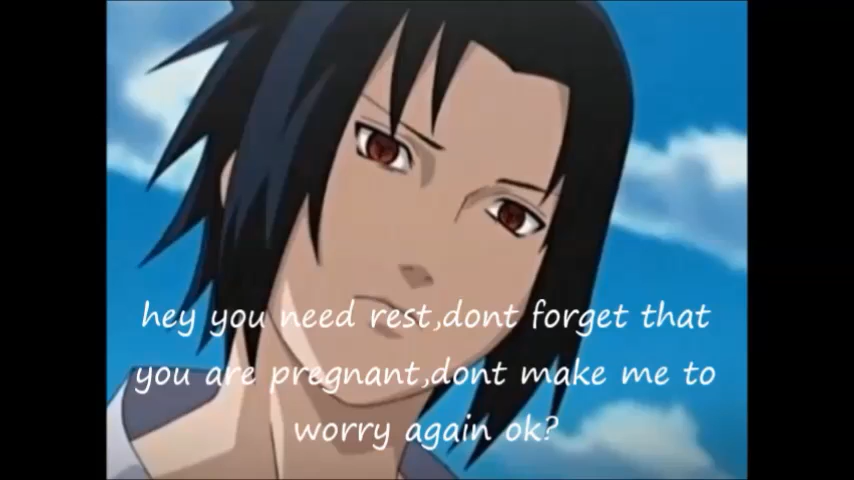 hey you need rest,dont forget that
you are pregnant,dont make me to
worry again ok?